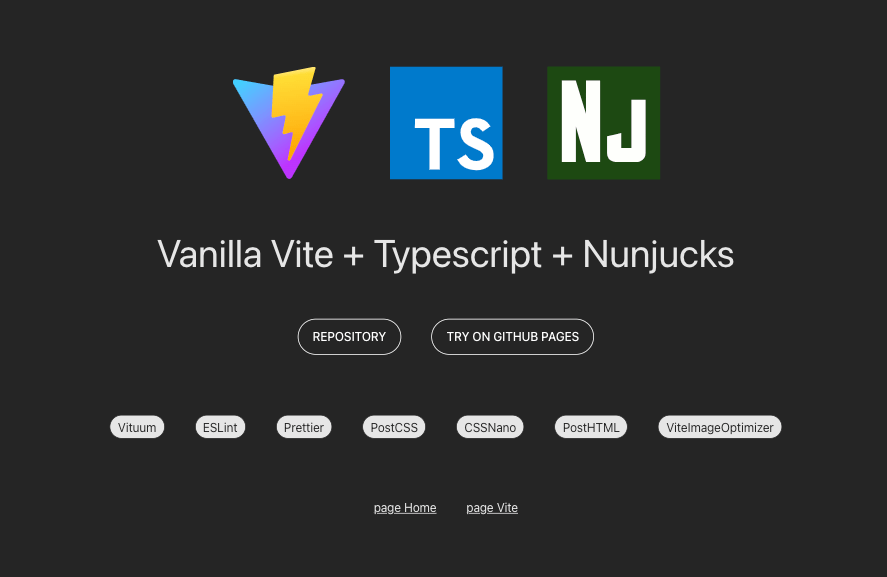 TS NJ
Vanilla Vite + Typescript + Nunjucks
REPOSITORY TRY ON GITHUB PAGES
Vituum ESLint Prettier PostCSS CSSNano PostHTML ViteImageOptimizer
page Home page Vite